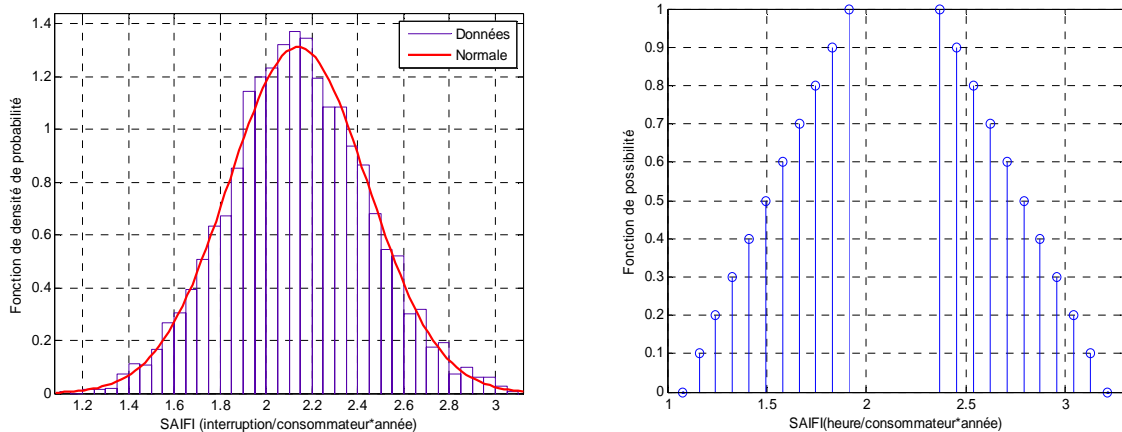 1.4
1.2
1
0.8
0.6
0.4
0.2
0
Fonction de densité de probabilité
Données
Normale
1.2 1.4 1.6 1.8 2 2.2 2.4 2.6 2.8 3
SAIFI (interruption/consommateur*année)
1
0.9
0.8
0.7
0.6
0.5
0.4
0.3
0.2
0.1
0
Fonction de possibilité
1 1.5 2 2.5 3
SAIFI(heure/consommateur*année)